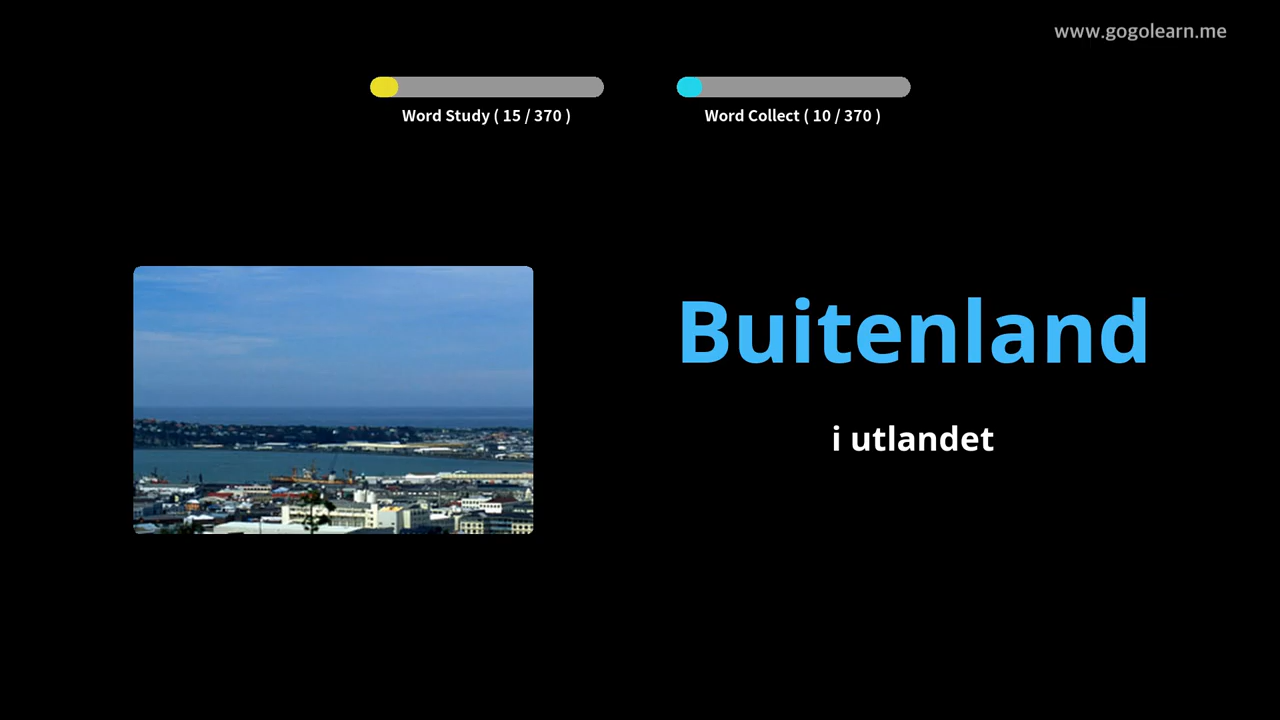 www.gogolearn.me
Word Study ( 15 / 370 )
Word Collect ( 10 / 370 )
Buitenland
i utlandet